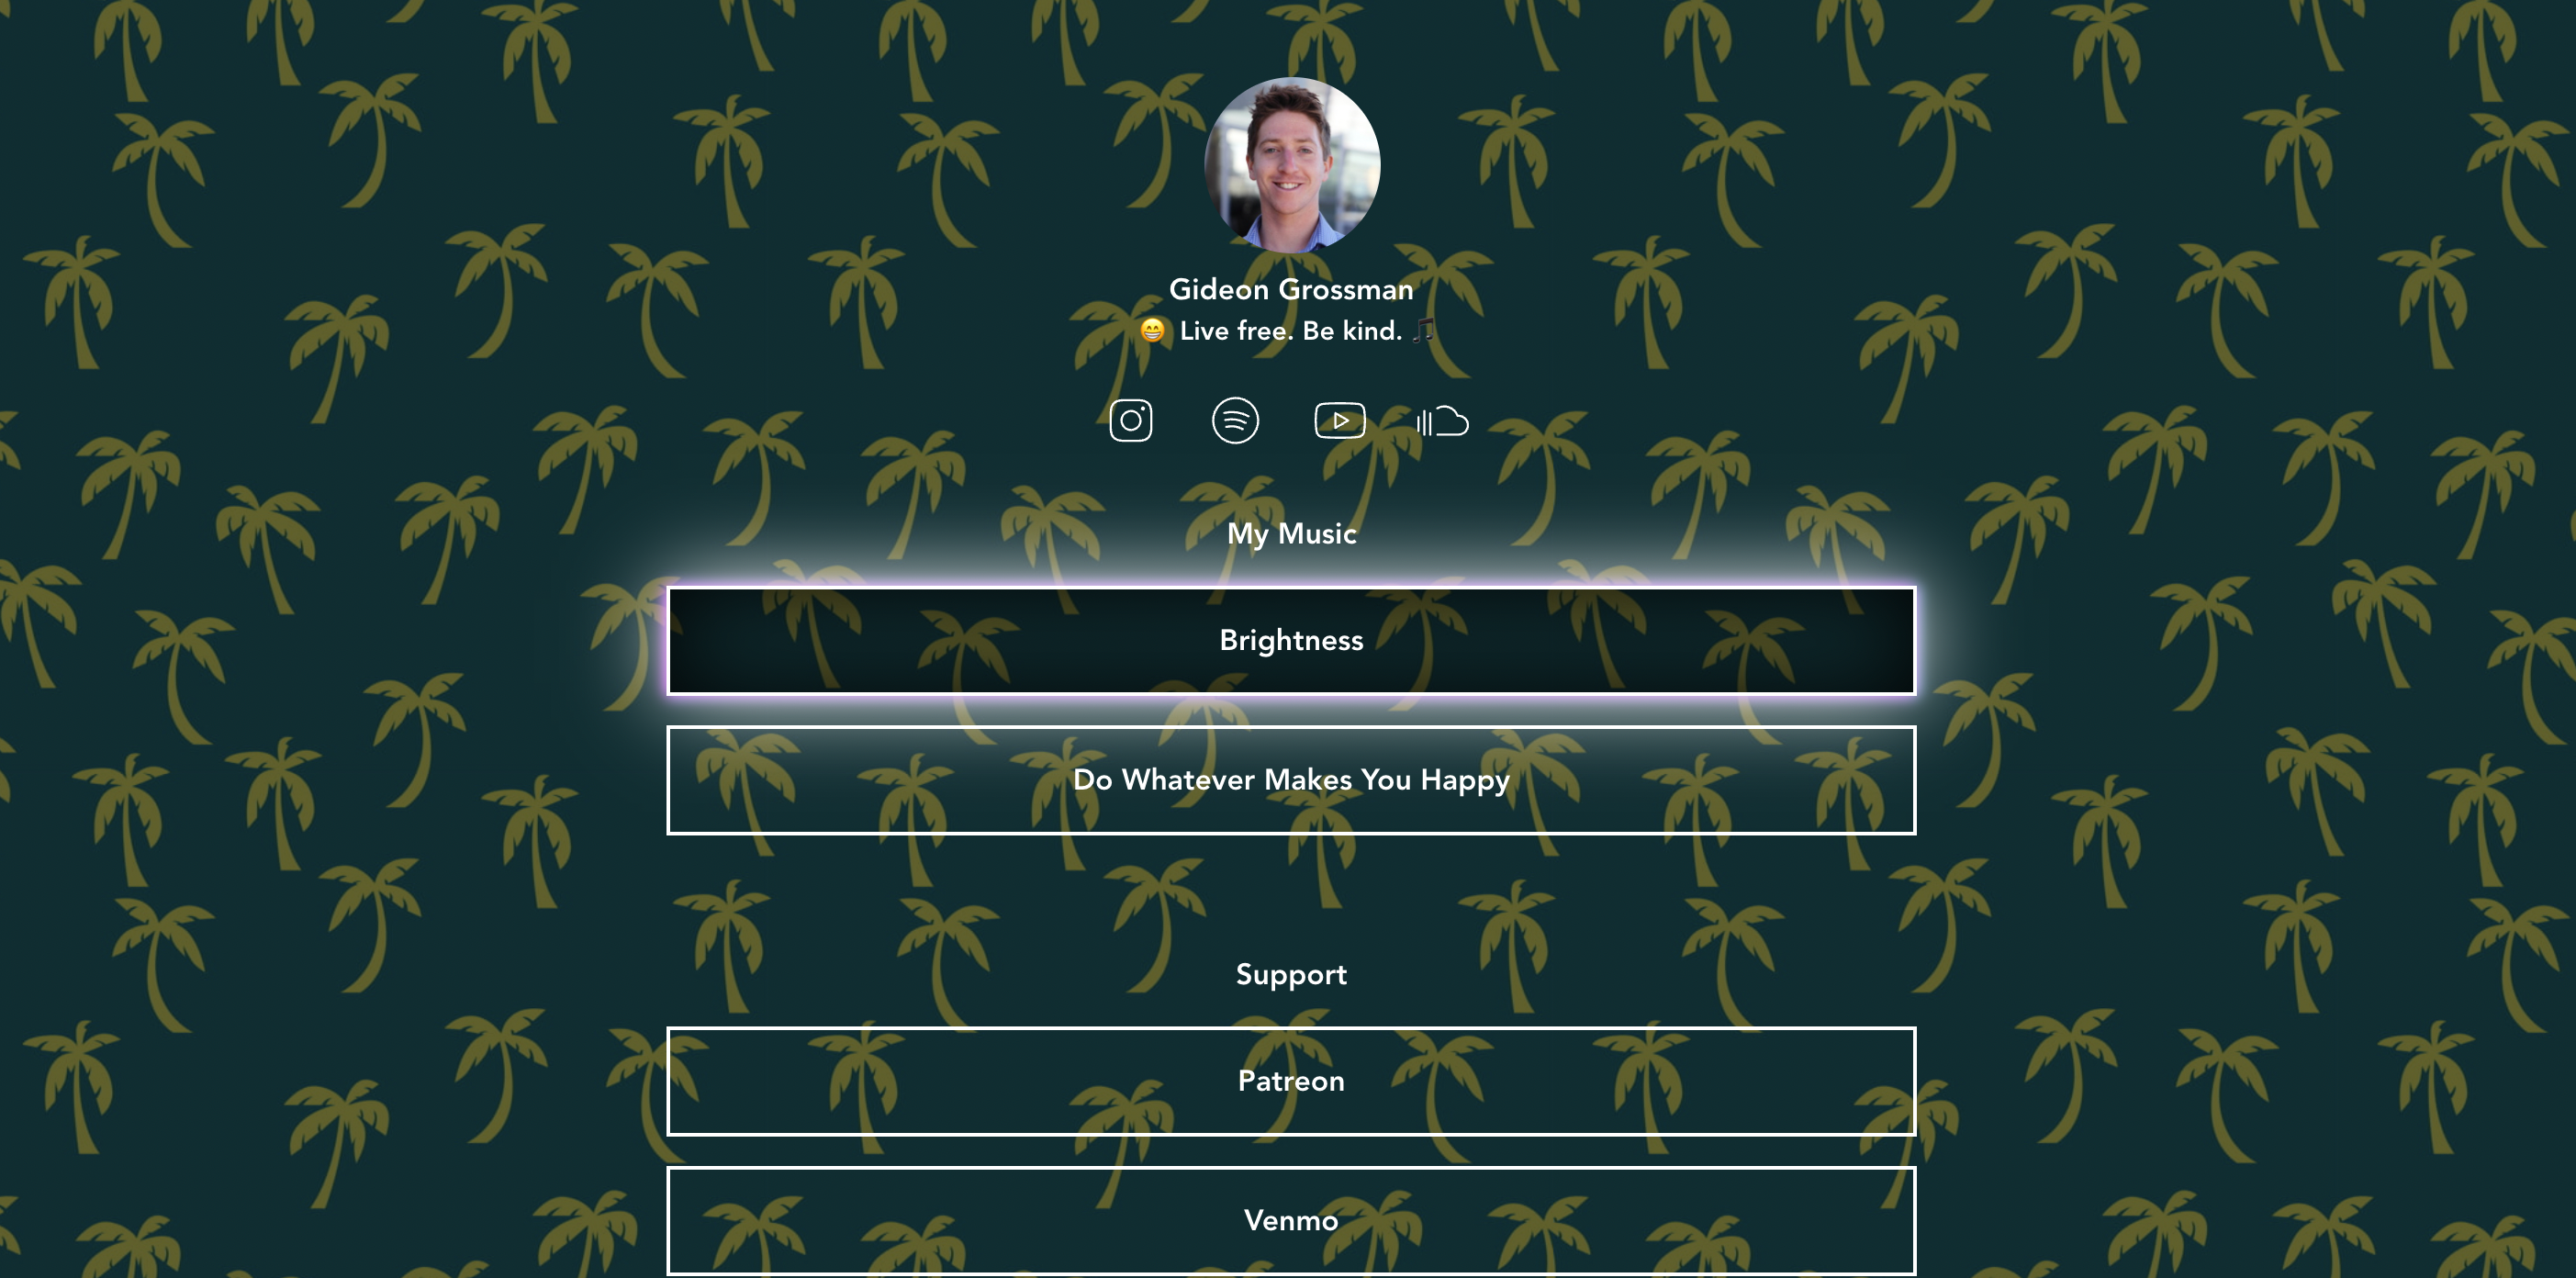 Gideon Grossman
😁 Live free. Be kind. 🎵
My Music
Brightness
Do Whatever Makes You Happy
Support
Patreon
Venmo